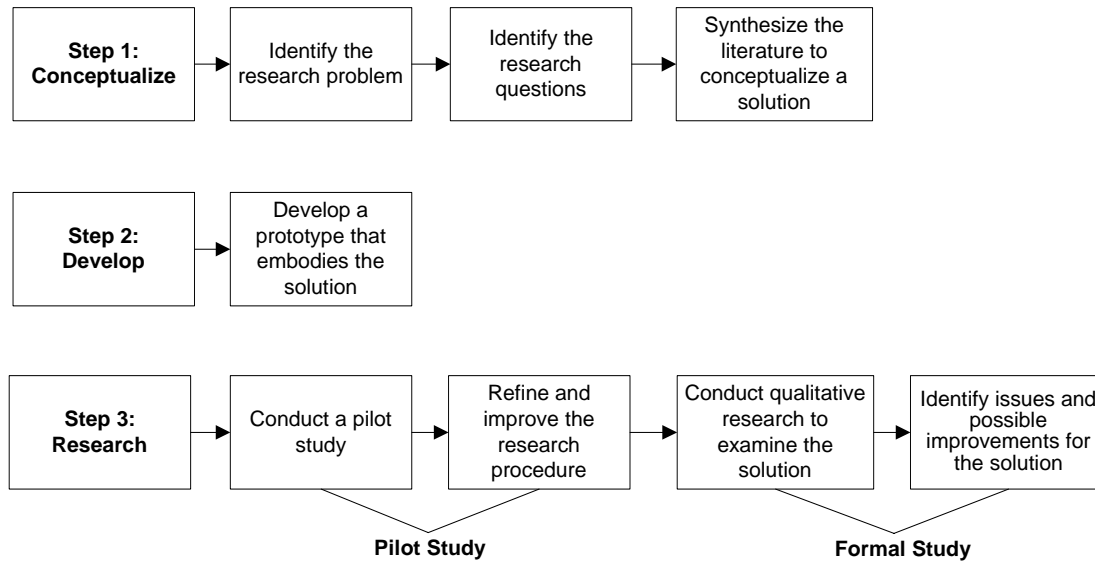 Step 1:
Conceptualize
Identify the
research problem
Identify the
research
questions
Synthesize the
literature to
conceptualize a
solution
Step 2:
Develop
Develop a
prototype that
embodies the
solution
Step 3:
Research
Conduct a pilot
study
Refine and
improve the
research
procedure
Conduct qualitative
research to
examine the
solution
Identify issues and
possible
improvements for
the solution
Pilot Study
Formal Study